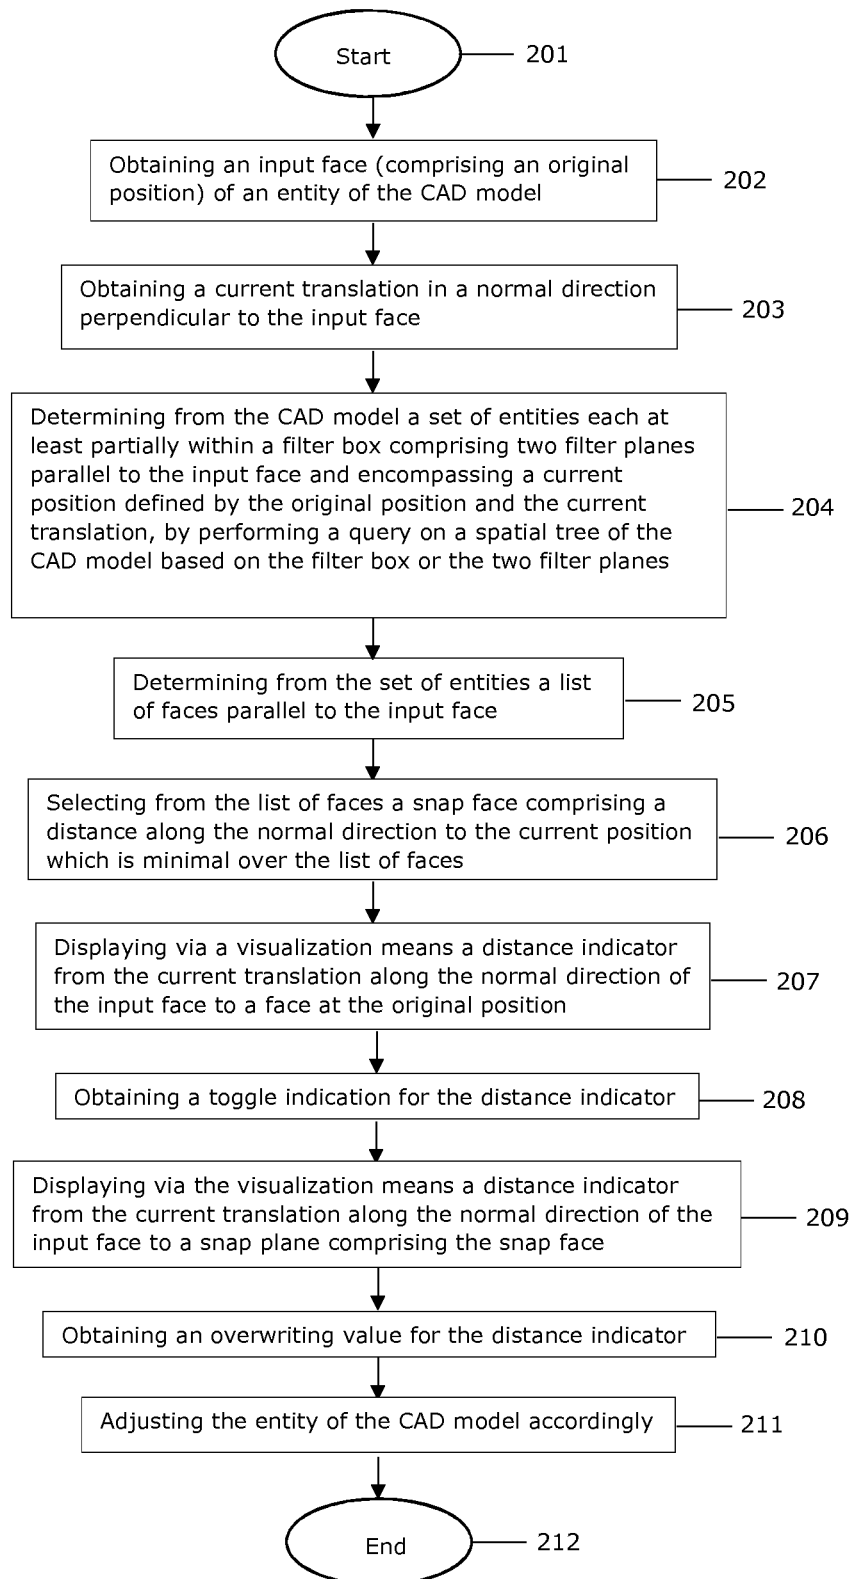 Start
201
Obtaining an input face (comprising an original
position) of an entity of the CAD model
202
Obtaining a current translation in a normal direction
perpendicular to the input face
203
Determining from the CAD model a set of entities each at
least partially within a filter box comprising two filter planes
parallel to the input face and encompassing a current
position defined by the original position and the current
translation, by performing a query on a spatial tree of the
CAD model based on the filter box or the two filter planes
204
Determining from the set of entities a list
of faces parallel to the input face
205
Selecting from the list of faces a snap face comprising a
distance along the normal direction to the current position
which is minimal over the list of faces
206
Displaying via a visualization means a distance indicator
from the current translation along the normal direction of
the input face to a face at the original position
207
Obtaining a toggle indication for the distance indicator
208
Displaying via the visualization means a distance indicator
from the current translation along the normal direction of the
input face to a snap plane comprising the snap face
209
Obtaining an overwriting value for the distance indicator
210
Adjusting the entity of the CAD model accordingly
211
End
212